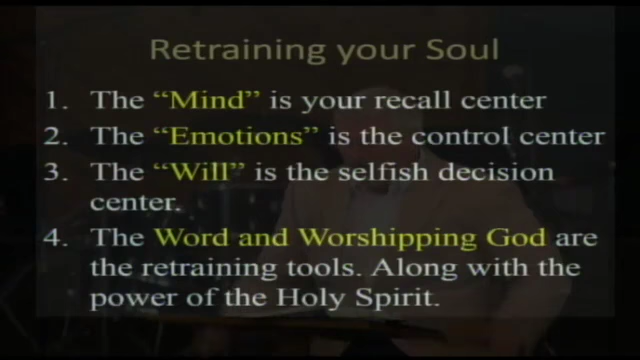 Retraining your Soul
1. The “Mind” is your recall center
2. The “Emotions” is the control center
3. The “Will” is the selfish decision
center.
4. The Word and Worshipping God are
the retraining tools. Along with the
power of the Holy Spirit.